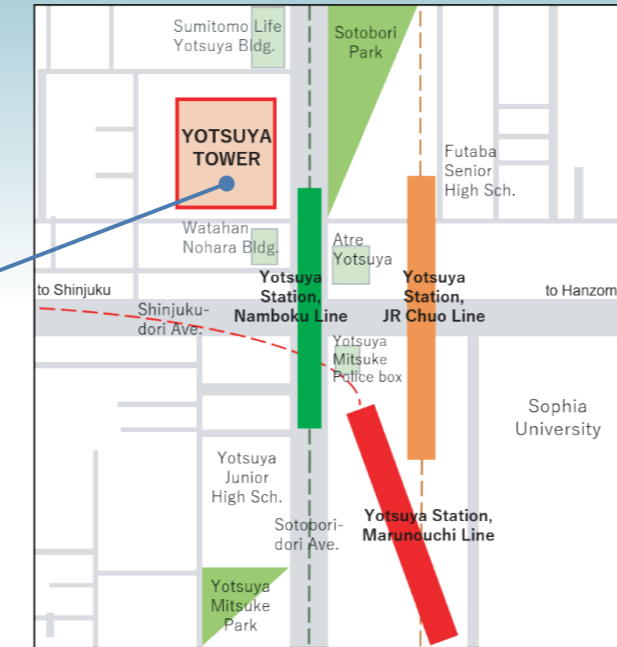 Sumitomo Life
Yotsuya Bldg.
Sotobori
Park
YOTSUYA
TOWER
Futaba
Senior
High Sch.
Watahan
Nohara Bldg.
Atre
Yotsuya
Yotsuya
Station,
Namboku Line
Yotsuya
Station,
JR Chuo Line
to Shinjuku
to Hanzom
Shinjuku-
dori Ave.
Yotsuya
Mitsuke
Police box
Sophia
University
Yotsuya
Junior
High Sch.
Sotobori-
dori Ave.
Yotsuya Station,
Marunouchi Line
Yotsuya
Mitsuke
Park